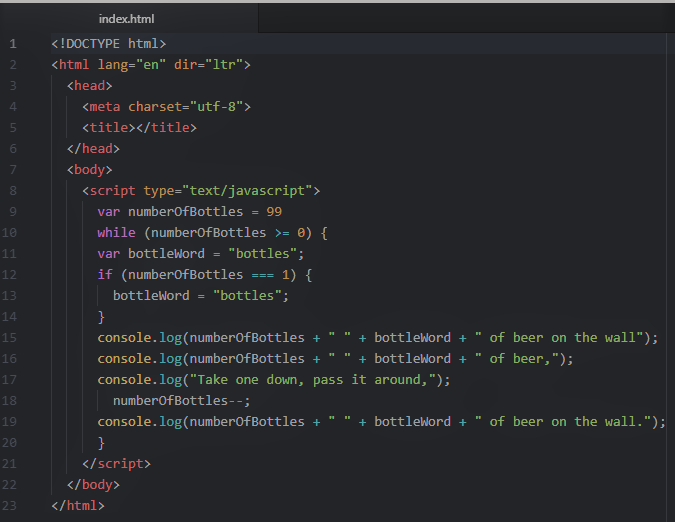 index.html
1 <!DOCTYPE html>
2 <html lang="en" dir="ltr">
3 <head>
4 <meta charset="utf-8">
5 <title></title>
6 </head>
7 <body>
8 <script type="text/javascript">
9 var numberOfBottles = 99
10 while (numberOfBottles >= 0) {
11 var bottleWord = "bottles";
12 if (numberOfBottles === 1) {
13 bottleWord = "bottles";
14 }
15 console.log(numberOfBottles + " " + bottleWord + " of beer on the wall");
16 console.log(numberOfBottles + " " + bottleWord + " of beer,");
17 console.log("Take one down, pass it around,");
18 numberOfBottles--;
19 console.log(numberOfBottles + " " + bottleWord + " of beer on the wall.");
20 }
21 </script>
22 </body>
23 </html>